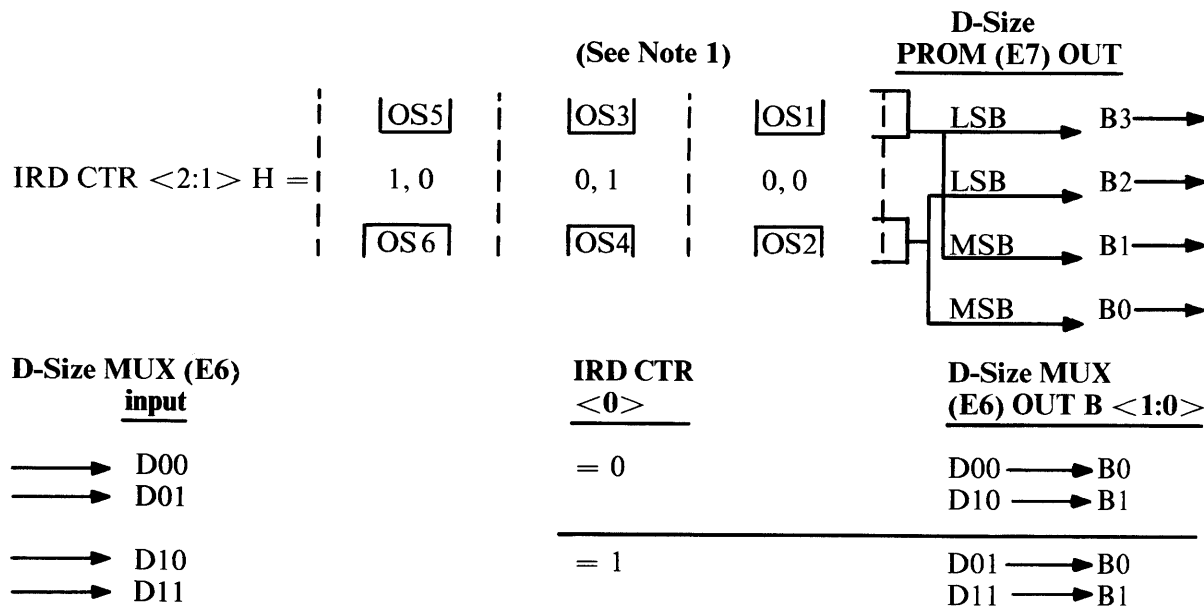 D-Size
(See Note 1) PROM (E7) OUT
OS5 OS3 OS1 LSB B3
IRD CTR <2:1> H = 1, 0 0, 1 0, 0 LSB B2
OS6 OS4 OS2 MSB B1
MSB B0
D-Size MUX (E6) IRD CTR D-Size MUX
input <0> (E6) OUT B <1:0>
D00 = 0 D00 B0
D01 D10 B1
D10 = 1 D01 B0
D11 D11 B1